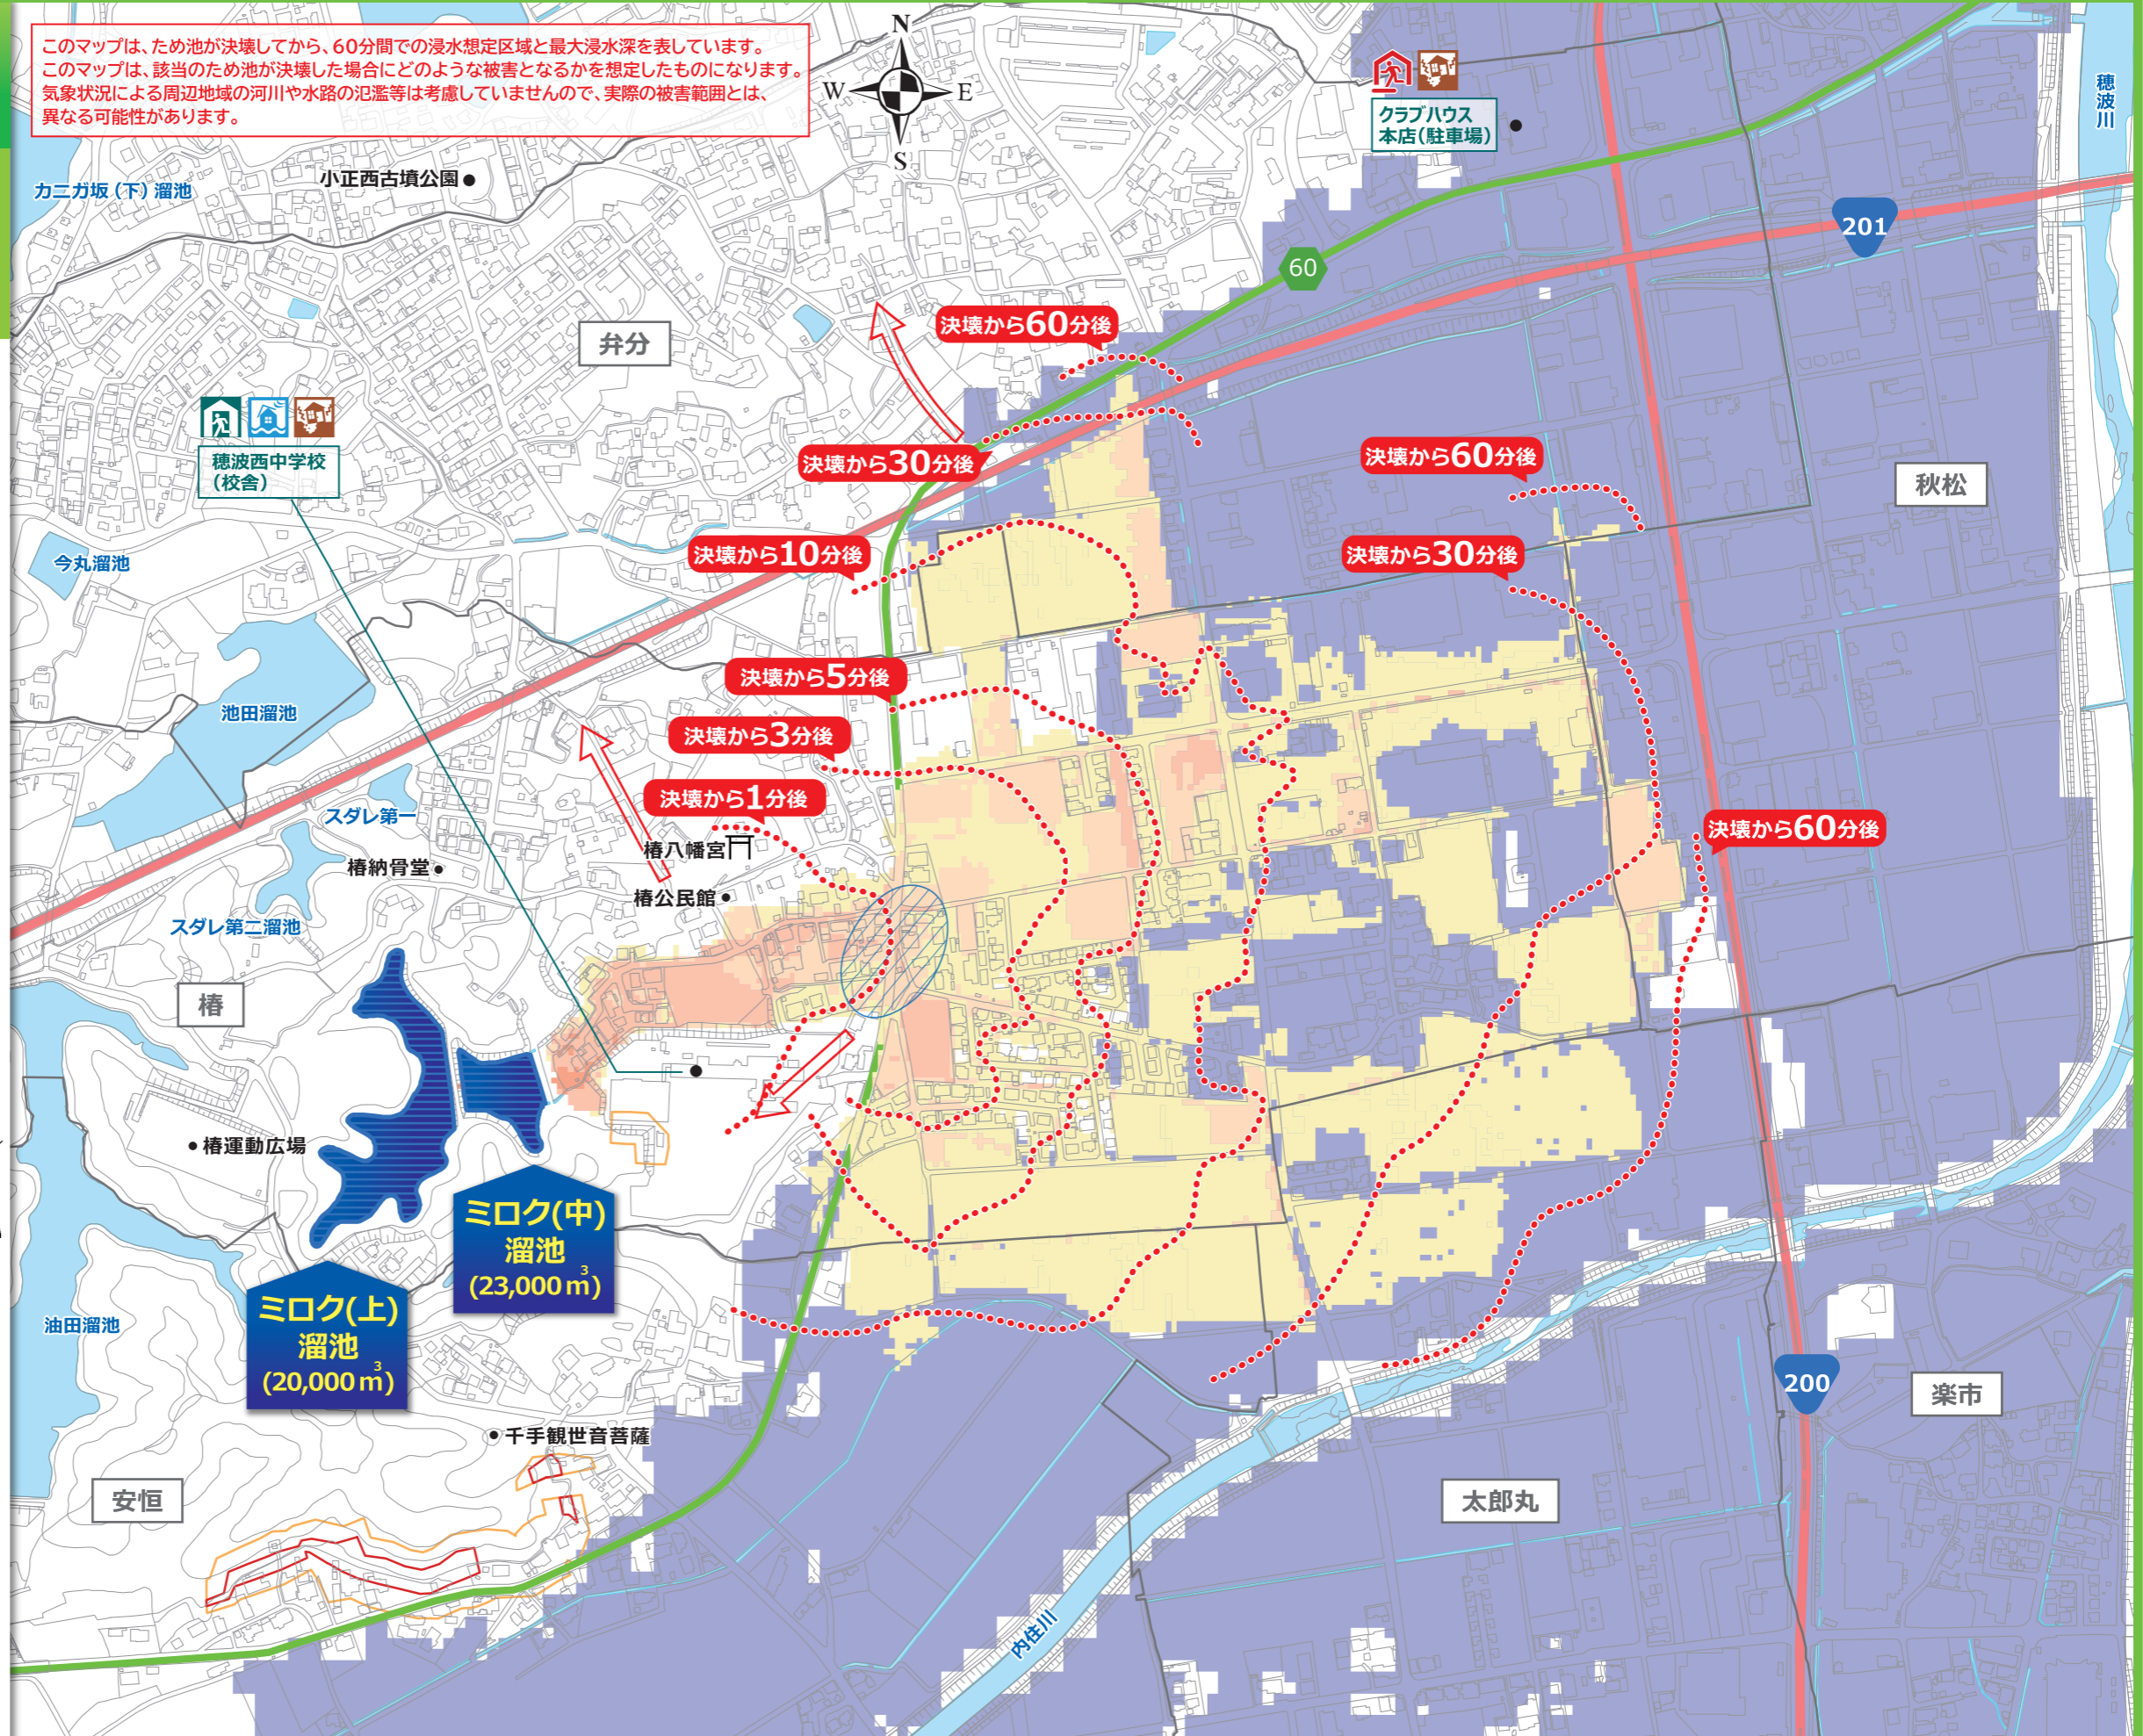 このマップは、ため池が決壊してから、60分間での浸水想定区域と最大浸水深を表しています。
このマップは、該当のため池が決壊した場合にどのような被害となるかを想定したものになります。
気象状況による周辺地域の河川や水路の氾濫等は考慮していませんので、実際の被害範囲とは、
異なる可能性があります。
N
W
E
S
クラブハウス
本店(駐車場)
穂波川
カニガ坂(下)溜池
小正西古墳公園
201
60
決壊から60分後
弁分
穂波西中学校
(校舎)
決壊から30分後
決壊から60分後
秋松
今丸溜池
決壊から10分後
決壊から30分後
池田溜池
決壊から5分後
決壊から3分後
決壊から1分後
スダレ第一
決壊から60分後
椿八幡宮
椿納骨堂
椿公民館
スダレ第二溜池
椿
椿運動広場
ミロク(中)
溜池
(23,000㎥)
ミロク(上)
溜池
(20,000㎥)
油田溜池
200
楽市
千手観世音菩薩
安恒
太郎丸
内住川